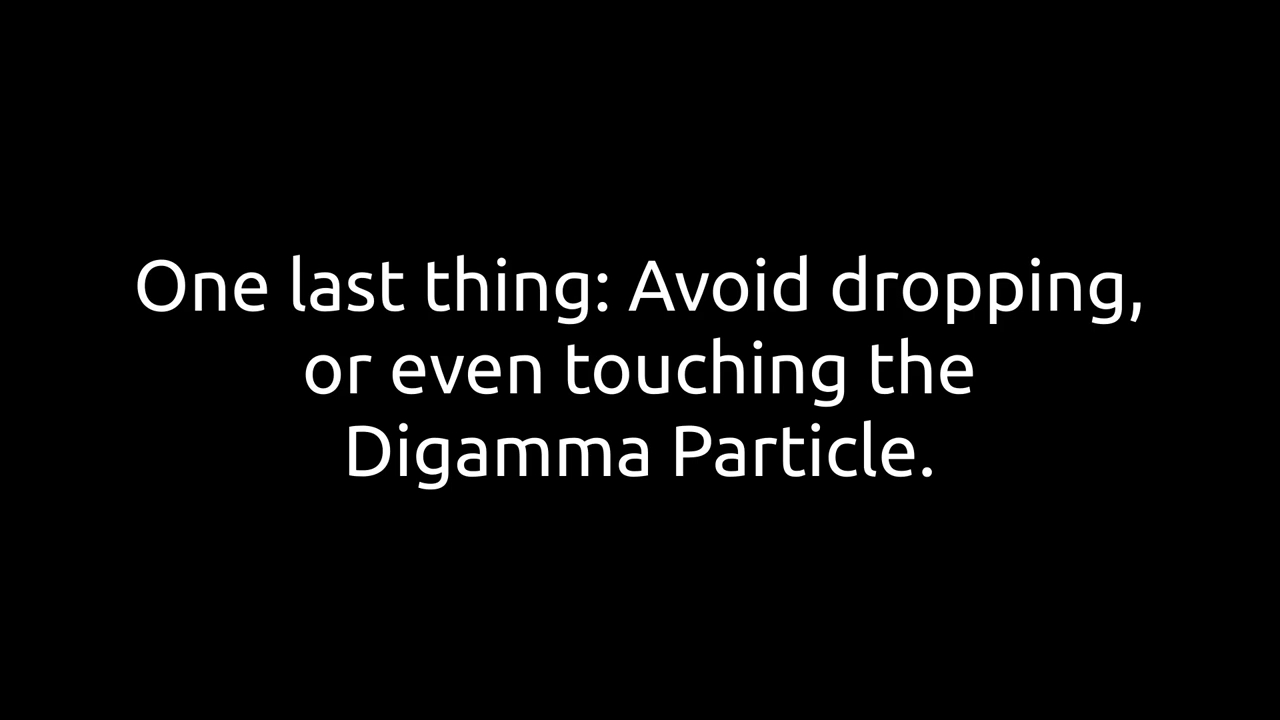 One last thing: Avoid dropping,
or even touching the
Digamma Particle.